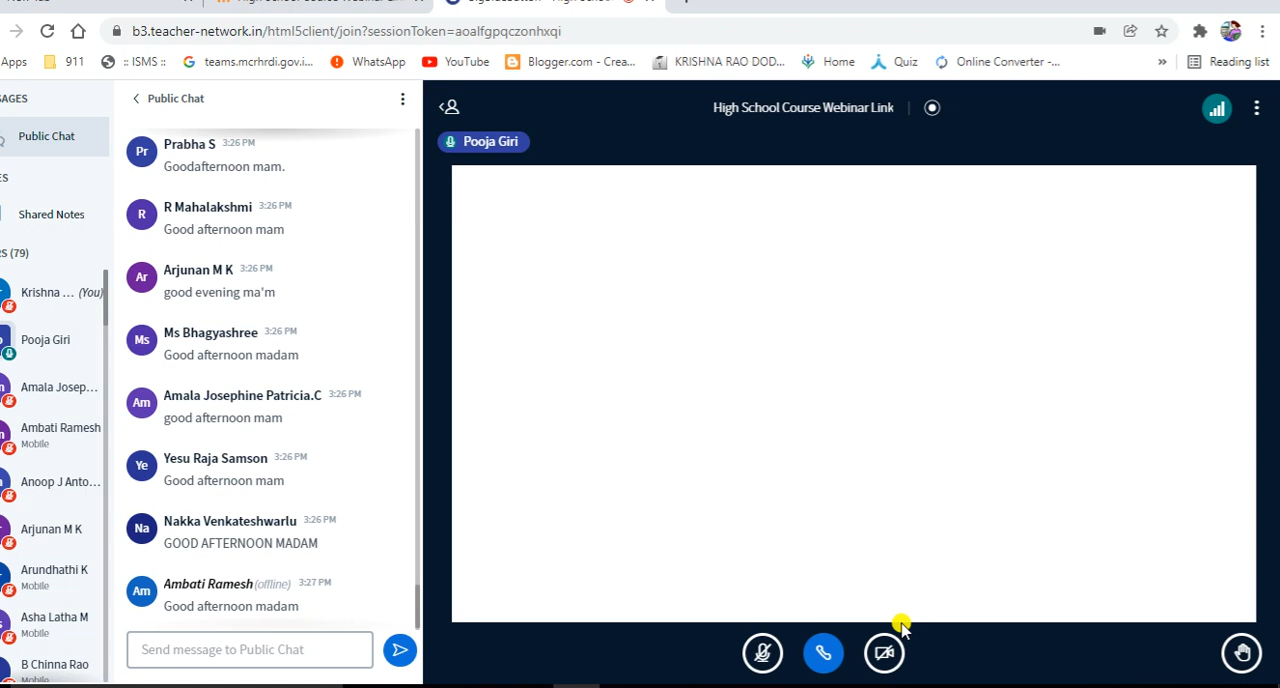 b3.teacher-network.in/html5client/join?sessionToken=aoalfgpqczenhxqi
Apps 911 :: ISMS :: teams.mcrhrdi.gov.i... WhatsApp YouTube Blogger.com - Crea... KRISHNA RAO DOD... Home Quiz Online Converter -... » Reading list
Public Chat
Public Chat
Shared Notes
(79)
Krishna ... (You)
Pooja Giri
Amala Josep...
Ambati Ramesh
Mobile
Anoop J Anto...
Arjunan M K
Arundhathi K
Mobile
Asha Latha M
Mobile
B Chinna Rao
Mobile
Pr Prabha S 3:26 PM
Goodafternoon mam.
R R Mahalakshmi 3:26 PM
Good afternoon mam
Ar Arjunan M K 3:26 PM
good evening ma'm
Ms Ms Bhagyashree 3:26 PM
Good afternoon madam
Am Amala Josephine Patricia.C 3:26 PM
good afternoon mam
Ye Yesu Raja Samson 3:26 PM
Good afternoon mam
Na Nakka Venkateshwarlu 3:26 PM
GOOD AFTERNOON MADAM
Am Ambati Ramesh (offline) 3:27 PM
Good afternoon madam
Send message to Public Chat
High School Course Webinar Link
Pooja Giri